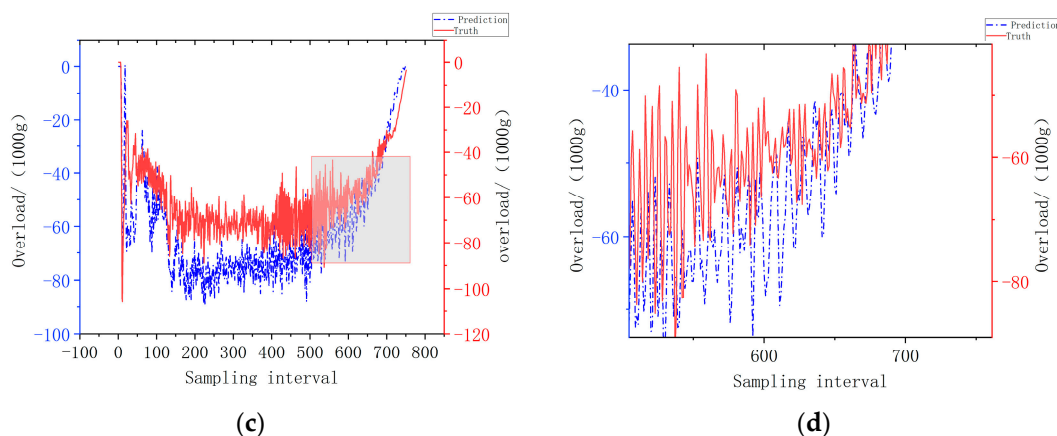 Prediction
Truth
0
-20
-40
-60
-80
-100
Overload/ (1000g)
0
-20
-40
-60
-80
-100
-120
overload/ (1000g)
-100 0 100 200 300 400 500 600 700 800
Sampling interval
(c)
Prediction
Truth
-40
-60
Overload/ (1000g)
-60
-80
overload/ (1000g)
600 700
Sampling interval
(d)